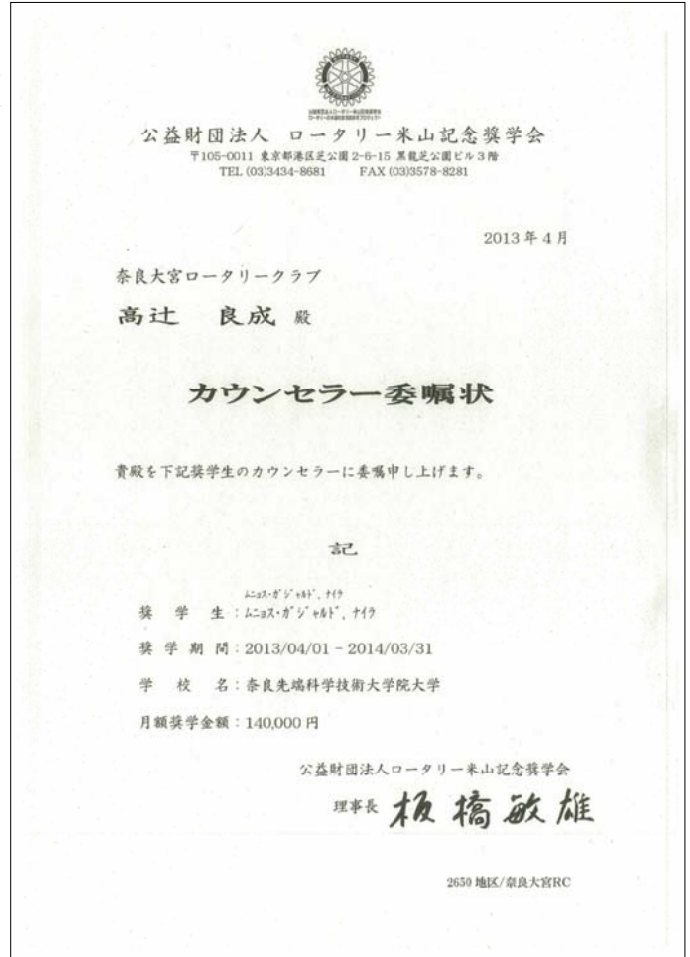 公益財団法人 ロータリー米山記念奨学会
〒105-0011 東京都港区芝公園2-6-15 黒龍芝公園ビル3階
TEL (03)3434-8681 FAX (03)3578-8281
2013年4月
奈良大宮ロータリークラブ
高辻 良成 殿
カウンセラー委嘱状
貴殿を下記奨学生のカウンセラーに委嘱申し上げます。
記
ムニョス・ガジャルド, ナイラ
奨学生:ムニョス・ガジャルド, ナイラ
奨学期間:2013/04/01 - 2014/03/31
学校名:奈良先端科学技術大学院大学
月額奨学金額:140,000円
公益財団法人ロータリー米山記念奨学会
理事長 板橋敏雄
2650 地区/奈良大宮RC